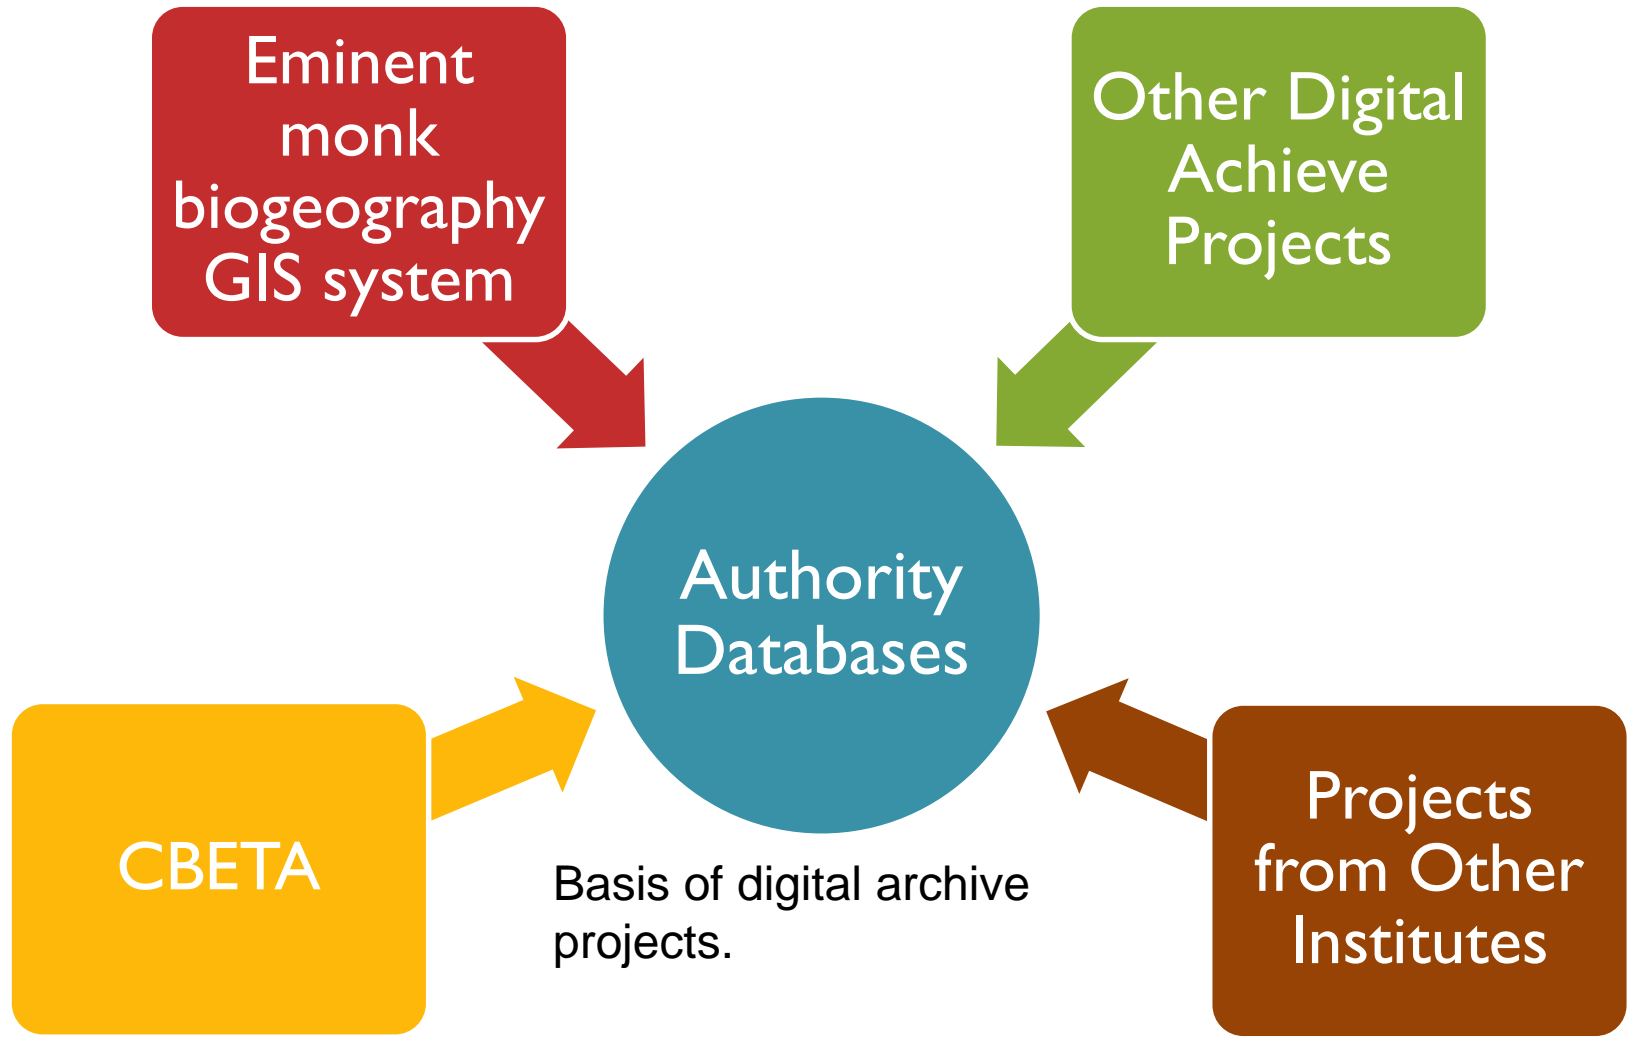 Eminent
monk
biogeography
GIS system
Other Digital
Achieve
Projects
Authority
Databases
CBETA
Basis of digital archive
projects.
Projects
from Other
Institutes